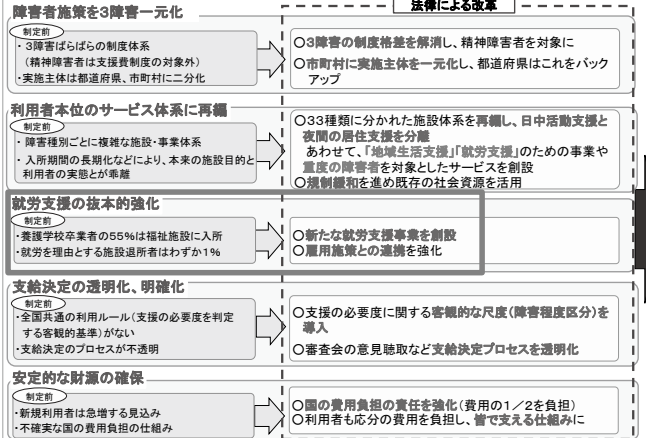 法律による改革
障害者施策を3障害一元化
制定前
・3障害ばらばらの制度体系
（精神障害者は支援費制度の対象外）
・実施主体は都道府県、市町村に二分化
○3障害の制度格差を解消し、精神障害者を対象に
○市町村に実施主体を一元化し、都道府県はこれをバック
アップ
利用者本位のサービス体系に再編
制定前
・障害種別ごとに複雑な施設・事業体系
・入所期間の長期化などにより、本来の施設目的と
利用者の実態とが乖離
○33種類に分かれた施設体系を再編し、日中活動支援と
夜間の居住支援を分離
あわせて、「地域生活支援」「就労支援」のための事業や
重度の障害者を対象としたサービスを創設
○規制緩和を進め既存の社会資源を活用
就労支援の抜本的強化
制定前
・養護学校卒業者の55%は福祉施設に入所
・就労を理由とする施設退所者はわずか1%
○新たな就労支援事業を創設
○雇用施策との連携を強化
支給決定の透明化、明確化
制定前
・全国共通の利用ルール（支援の必要度を判定
する客観的基準）がない
・支給決定のプロセスが不透明
○支援の必要度に関する客観的な尺度（障害程度区分）を
導入
○審査会の意見聴取など支給決定プロセスを透明化
安定的な財源の確保
制定前
・新規利用者は急増する見込み
・不確実な国の費用負担の仕組み
○国の費用負担の責任を強化（費用の1／2を負担）
○利用者も応分の費用を負担し、皆で支える仕組みに